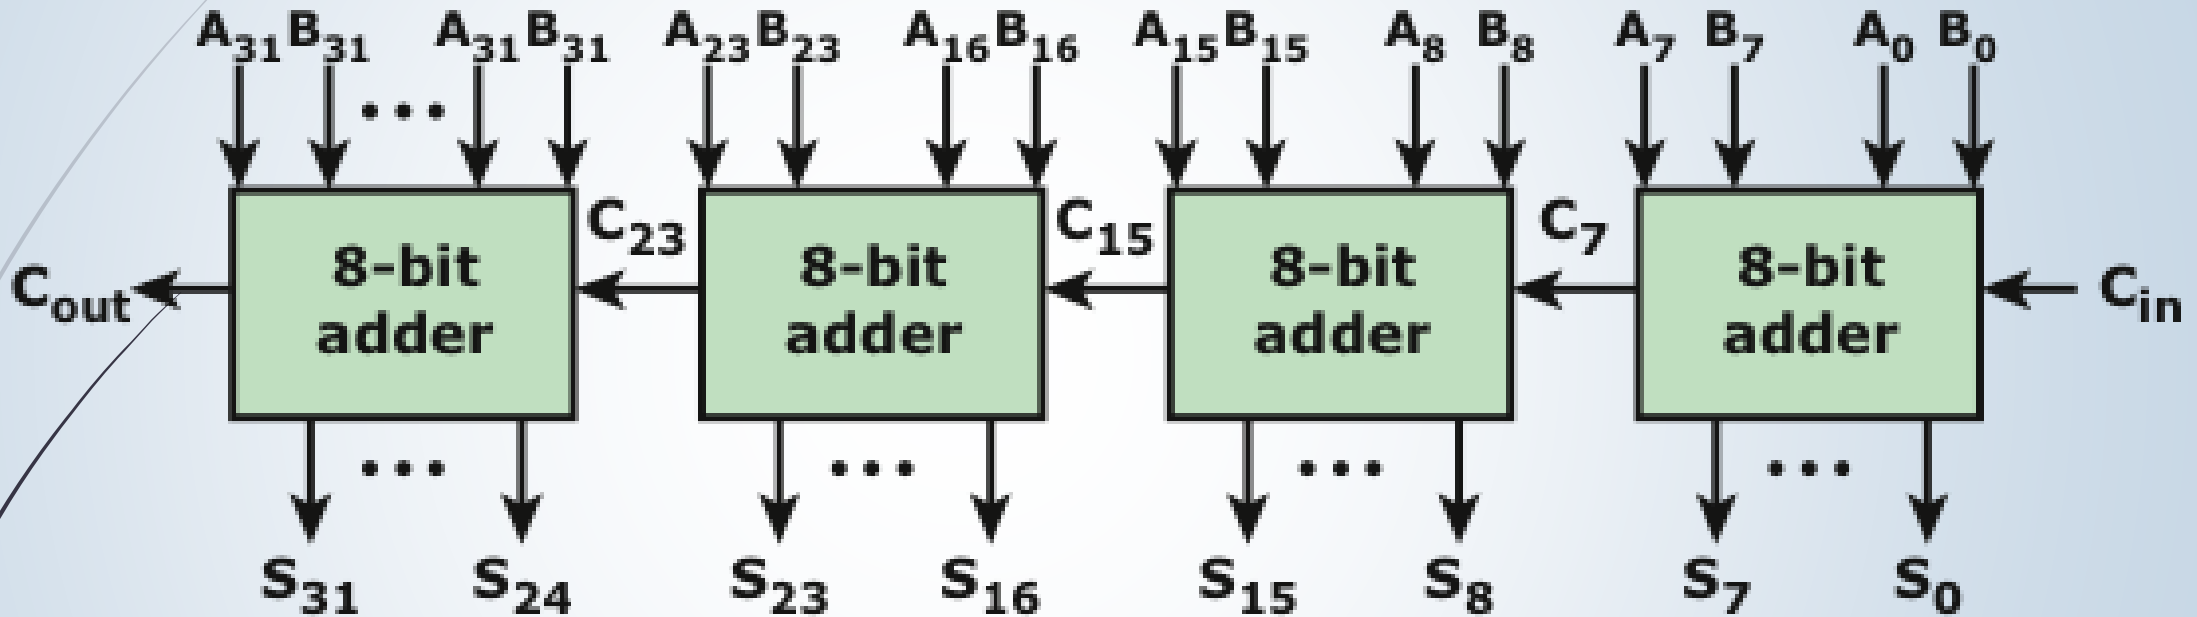 A31 B31 A31 B31 A23 B23 A16 B16 A15 B15 A8 B8 A7 B7 A0 B0
C23 C15 C7
8-bit 8-bit 8-bit 8-bit
Cout Cin
adder adder adder adder
S31 S24 S23 S16 S15 S8 S7 S0